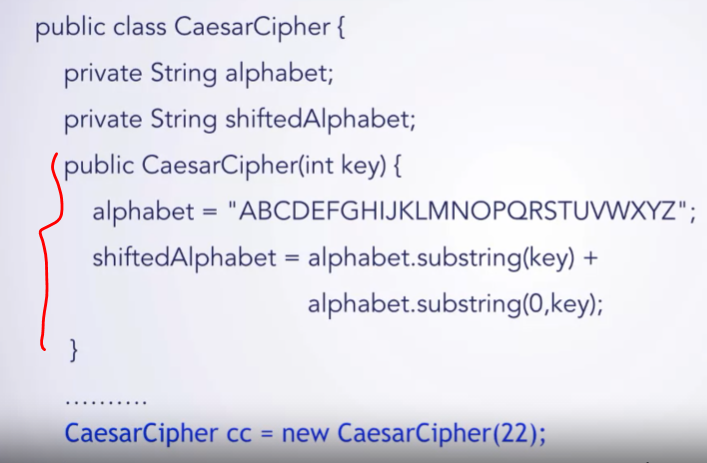 public class CaesarCipher {
private String alphabet;
private String shiftedAlphabet;
public CaesarCipher(int key) {
alphabet = "ABCDEFGHIJKLMNOPQRSTUVWXYZ";
shiftedAlphabet = alphabet.substring(key) +
alphabet.substring(0,key);
}
..........
CaesarCipher cc = new CaesarCipher(22);